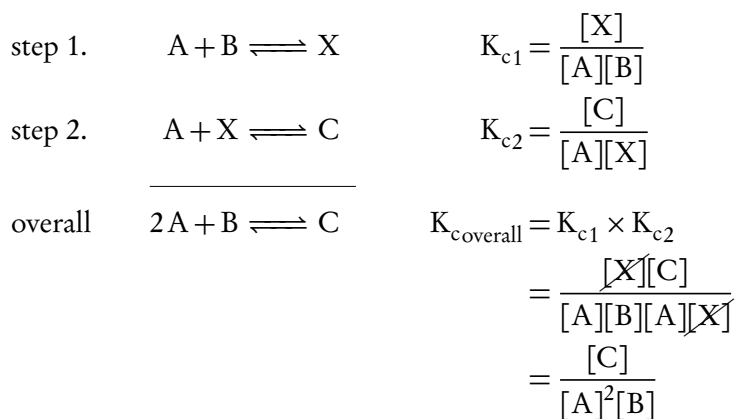 step 1. A + B ⇌ X K_c1 = [X] / [A][B]
step 2. A + X ⇌ C K_c2 = [C] / [A][X]
overall 2A + B ⇌ C K_c overall = K_c1 × K_c2
= [X][C] / [A][B][A][X]
= [C] / [A]²[B]